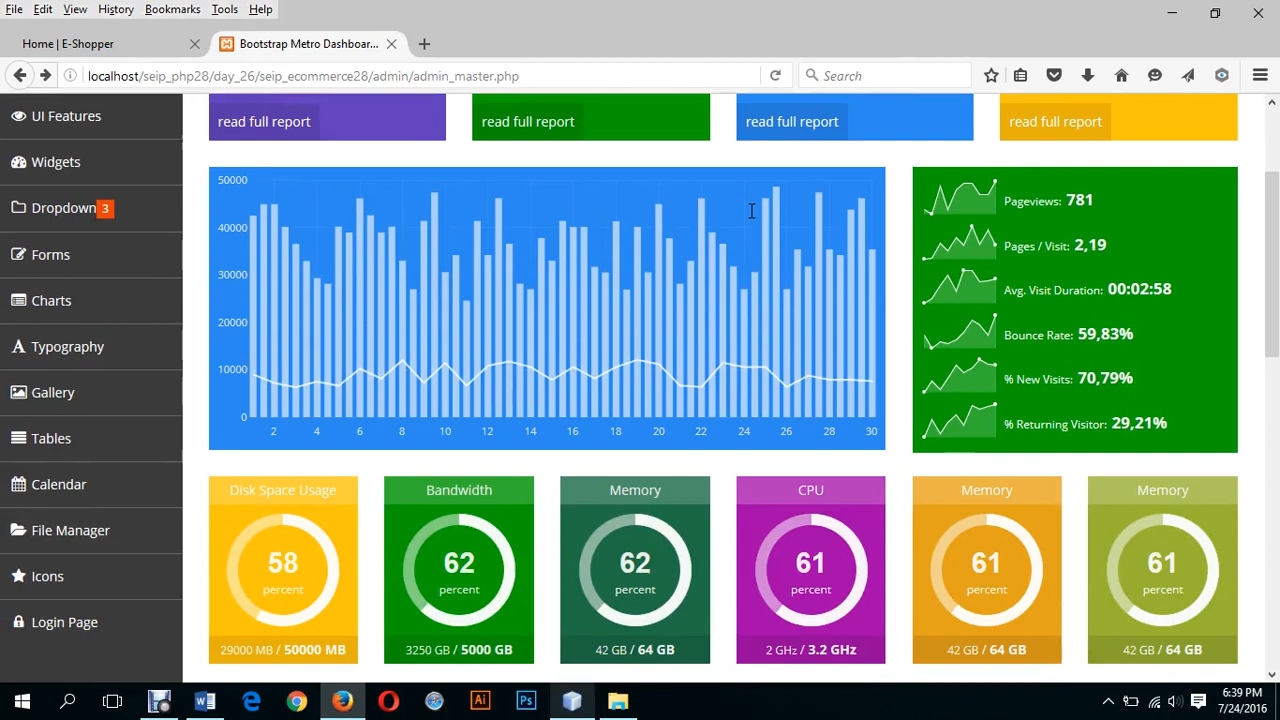 File Edit View History Bookmarks Tools Help
Home | E-Shopper
Bootstrap Metro Dashboar...
localhost/seip_php28/day_26/seip_ecommerce28/admin/admin_master.php
Search
UI Features
Widgets
Dropdown 3
Forms
Charts
Typography
Gallery
Tables
Calendar
File Manager
Icons
Login Page
read full report
read full report
read full report
read full report
50000
40000
30000
20000
10000
0
2 4 6 8 10 12 14 16 18 20 22 24 26 28 30
Pageviews: 781
Pages / Visit: 2,19
Avg. Visit Duration: 00:02:58
Bounce Rate: 59,83%
% New Visits: 70,79%
% Returning Visitor: 29,21%
Disk Space Usage
58
percent
29000 MB / 50000 MB
Bandwidth
62
percent
3250 GB / 5000 GB
Memory
62
percent
42 GB / 64 GB
CPU
61
percent
2 GHz / 3.2 GHz
Memory
61
percent
42 GB / 64 GB
Memory
61
percent
42 GB / 64 GB
Ai
Ps
6:39 PM
7/24/2016